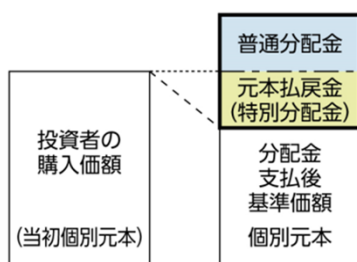 普通分配金
元本払戻金
(特別分配金)
投資者の
購入価額
(当初個別元本)
分配金
支払後
基準価額
個別元本